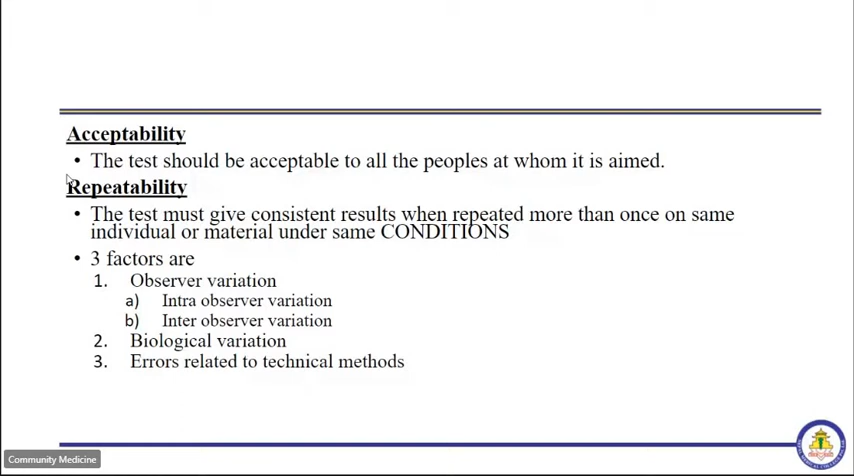 Acceptability
• The test should be acceptable to all the peoples at whom it is aimed.
Repeatability
• The test must give consistent results when repeated more than once on same
individual or material under same CONDITIONS
• 3 factors are
1. Observer variation
a) Intra observer variation
b) Inter observer variation
2. Biological variation
3. Errors related to technical methods
Community Medicine